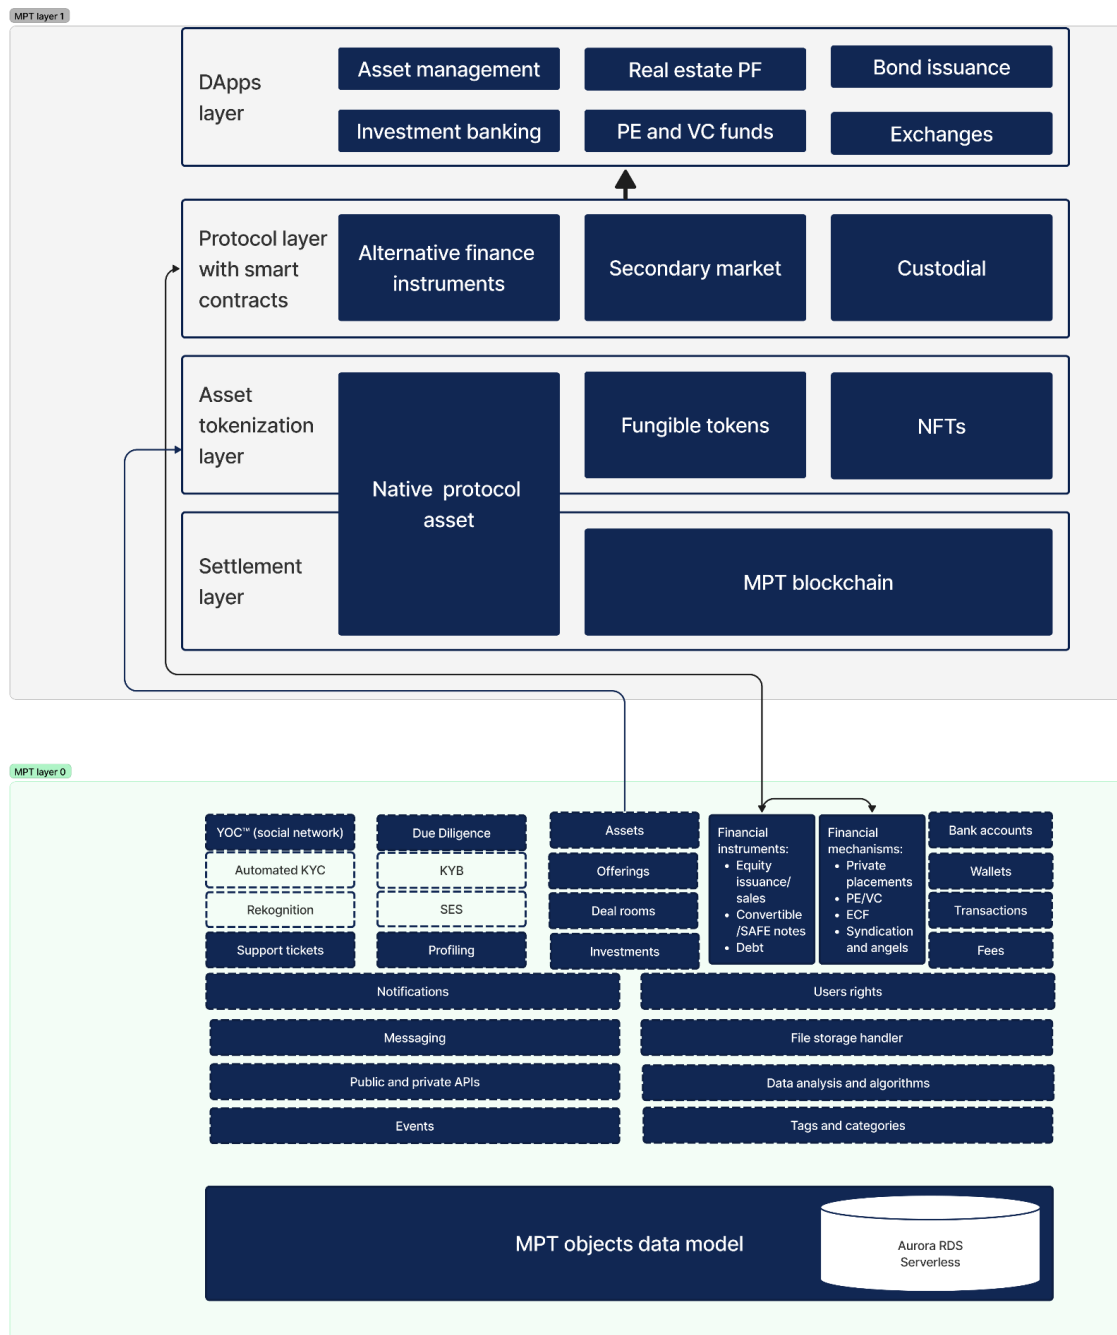 MPT layer 1
DApps
layer
Asset management
Real estate PF
Bond issuance
Investment banking
PE and VC funds
Exchanges
Protocol layer
with smart
contracts
Alternative finance
instruments
Secondary market
Custodial
Asset
tokenization
layer
Fungible tokens
NFTs
Native protocol
asset
Settlement
layer
MPT blockchain
MPT layer 0
YOC™ (social network)
Automated KYC
Rekognition
Support tickets
Due Diligence
KYB
SES
Profiling
Assets
Offerings
Deal rooms
Investments
Financial
instruments:
• Equity
issuance/
sales
• Convertible
/SAFE notes
• Debt
Financial
mechanisms:
• Private
placements
• PE/VC
• ECF
• Syndication
and angels
Bank accounts
Wallets
Transactions
Fees
Notifications
Users rights
Messaging
File storage handler
Public and private APIs
Data analysis and algorithms
Events
Tags and categories
MPT objects data model
Aurora RDS
Serverless